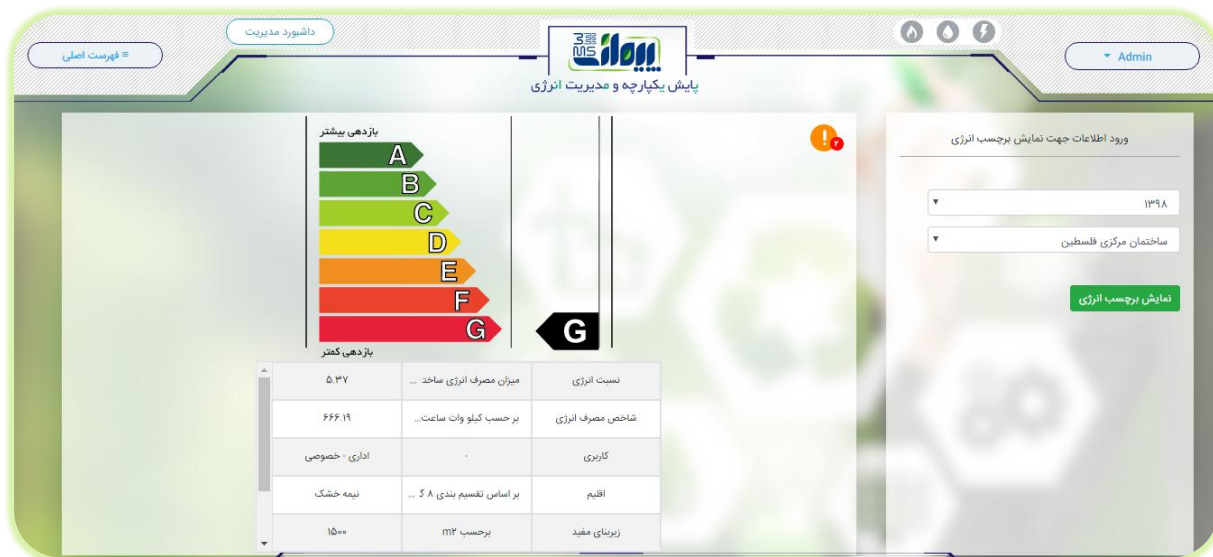 Admin
داشبورد مدیریت
≡ فهرست اصلی
BMS
پایش یکپارچه و مدیریت انرژی
ورود اطلاعات جهت نمایش برچسب انرژی
۱۳۹۸
ساختمان مرکزی فلسطین
نمایش برچسب انرژی
!
۲
بازدهی بیشتر
A
B
C
D
E
F
G
G
بازدهی کمتر
نسبت انرژی میزان مصرف انرژی ساخت ... ۵.۳۷
شاخص مصرف انرژی بر حسب کیلو وات ساعت... ۶۶۶.۱۹
کاربری - اداری - خصوصی
اقلیم بر اساس تقسیم بندی ۸ گ ... نیمه خشک
زیربنای مفید برحسب m۲ ۱۵۰۰